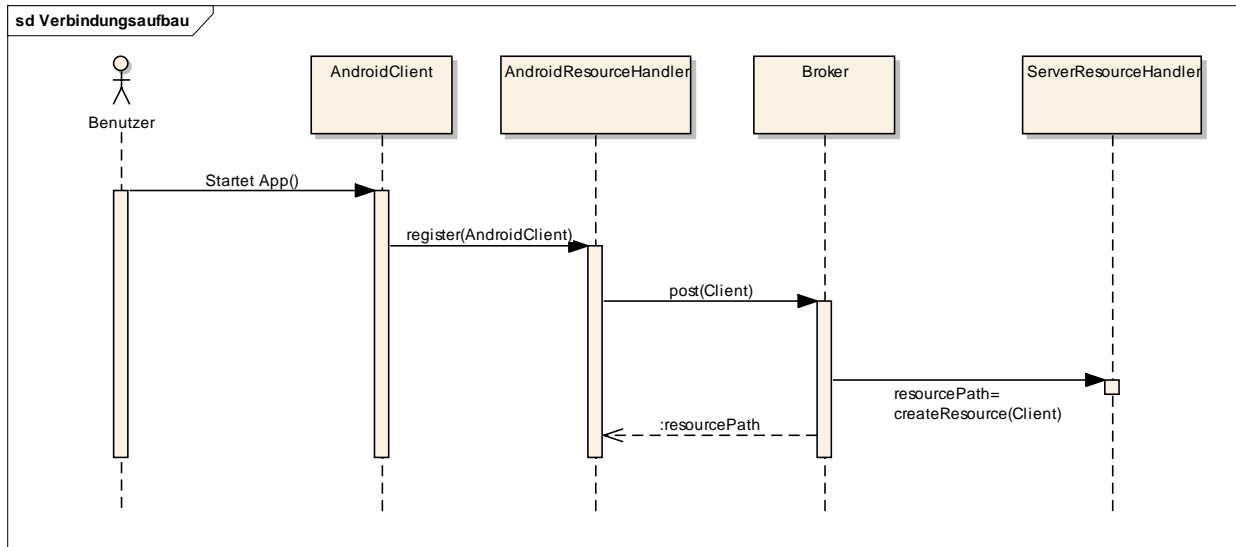 sd Verbindungsaufbau
Benutzer
AndroidClient
AndroidResourceHandler
Broker
ServerResourceHandler
Startet App()
register(AndroidClient)
post(Client)
resourcePath=
createResource(Client)
:resourcePath